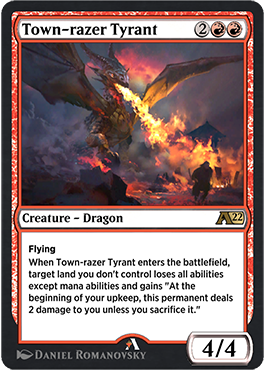 Town-razer Tyrant 2
Creature – Dragon A22
Flying
When Town-razer Tyrant enters the battlefield,
target land you don't control loses all abilities
except mana abilities and gains "At the
beginning of your upkeep, this permanent deals
2 damage to you unless you sacrifice it."
DANIEL ROMANOVSKY 4/4